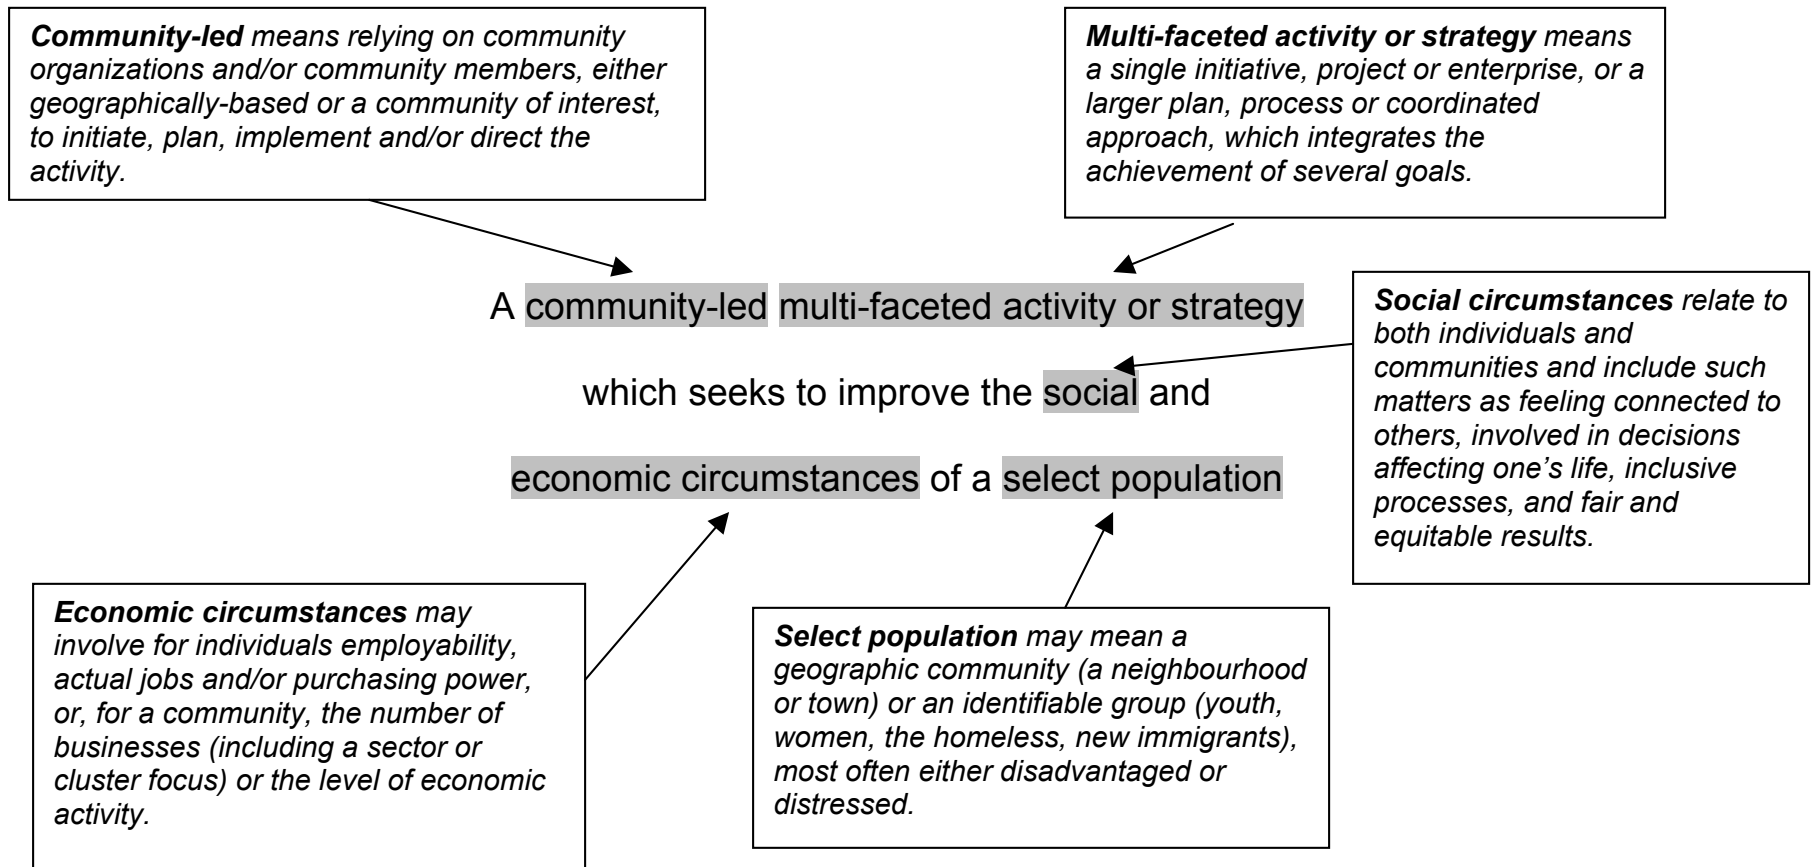 Community-led means relying on community
organizations and/or community members, either
geographically-based or a community of interest,
to initiate, plan, implement and/or direct the
activity.
Multi-faceted activity or strategy means
a single initiative, project or enterprise, or a
larger plan, process or coordinated
approach, which integrates the
achievement of several goals.
A community-led multi-faceted activity or strategy
which seeks to improve the social and
economic circumstances of a select population
Social circumstances relate to
both individuals and
communities and include such
matters as feeling connected to
others, involved in decisions
affecting one’s life, inclusive
processes, and fair and
equitable results.
Economic circumstances may
involve for individuals employability,
actual jobs and/or purchasing power,
or, for a community, the number of
businesses (including a sector or
cluster focus) or the level of economic
activity.
Select population may mean a
geographic community (a neighbourhood
or town) or an identifiable group (youth,
women, the homeless, new immigrants),
most often either disadvantaged or
distressed.